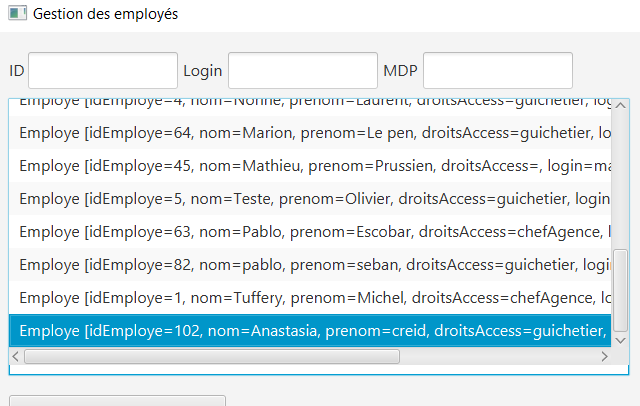 Gestion des employés
ID Login MDP
Employe [idEmploye=4, nom=Nonne, prenom=Laurent, droitsAccess=guichetier, log
Employe [idEmploye=64, nom=Marion, prenom=Le pen, droitsAccess=guichetier, lo
Employe [idEmploye=45, nom=Mathieu, prenom=Prussien, droitsAccess=, login=ma
Employe [idEmploye=5, nom=Teste, prenom=Olivier, droitsAccess=guichetier, login
Employe [idEmploye=63, nom=Pablo, prenom=Escobar, droitsAccess=chefAgence, l
Employe [idEmploye=82, nom=pablo, prenom=seban, droitsAccess=guichetier, logi
Employe [idEmploye=1, nom=Tuffery, prenom=Michel, droitsAccess=chefAgence, lo
Employe [idEmploye=102, nom=Anastasia, prenom=creid, droitsAccess=guichetier,